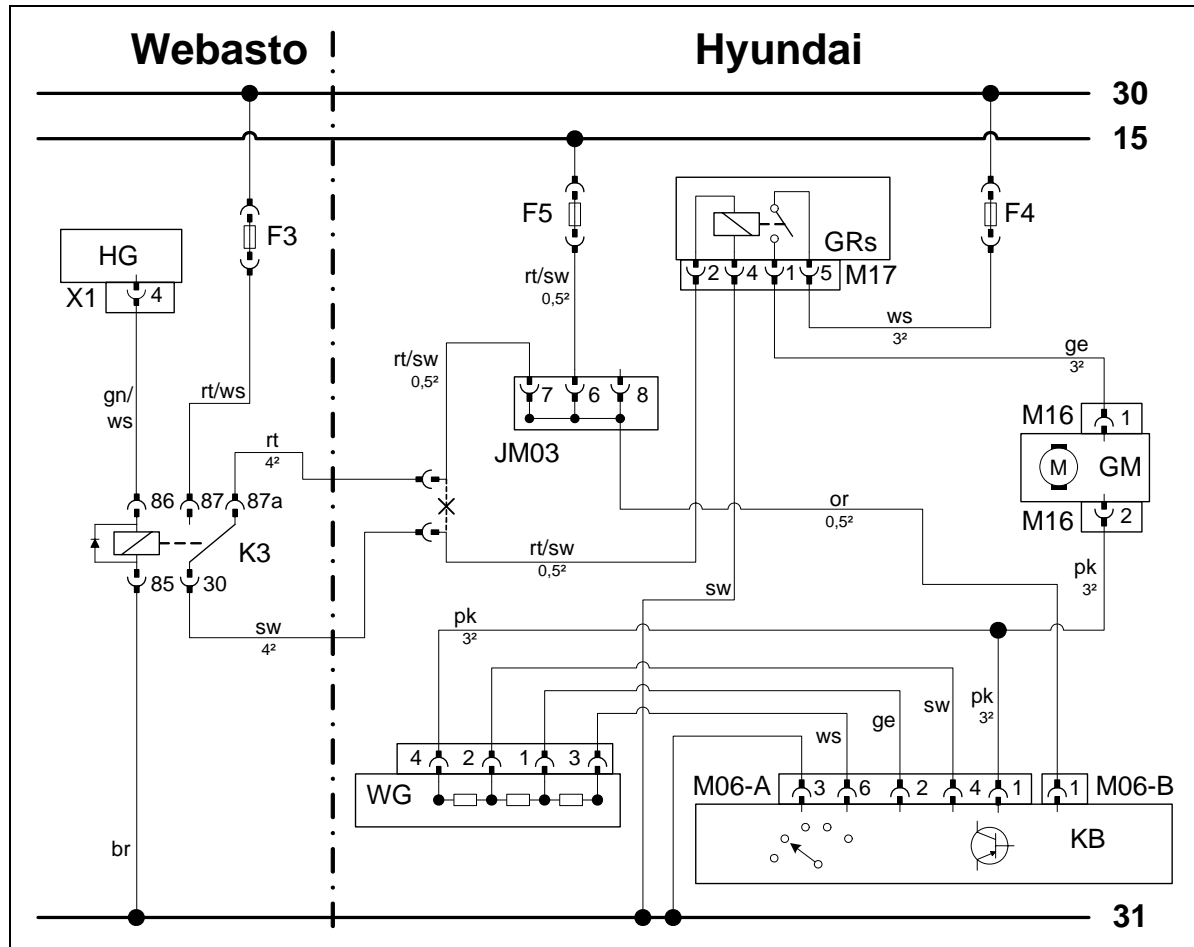 Webasto
Hyundai
30
15
HG
X1
4
F3
F5
GRs
F4
2 4 1 5
M17
rt/sw
0,5²
ws
3²
gn/
ws
rt/ws
rt/sw
0,5²
7 6 8
JM03
ge
3²
M16
1
M
GM
M16
2
rt
4²
86
87
87a
K3
85
30
or
0,5²
rt/sw
0,5²
sw
sw
4²
pk
3²
pk
3²
pk
3²
sw
ge
ws
4 2 1 3
WG
M06-A
3 6 2 4 1
1
M06-B
KB
br
31